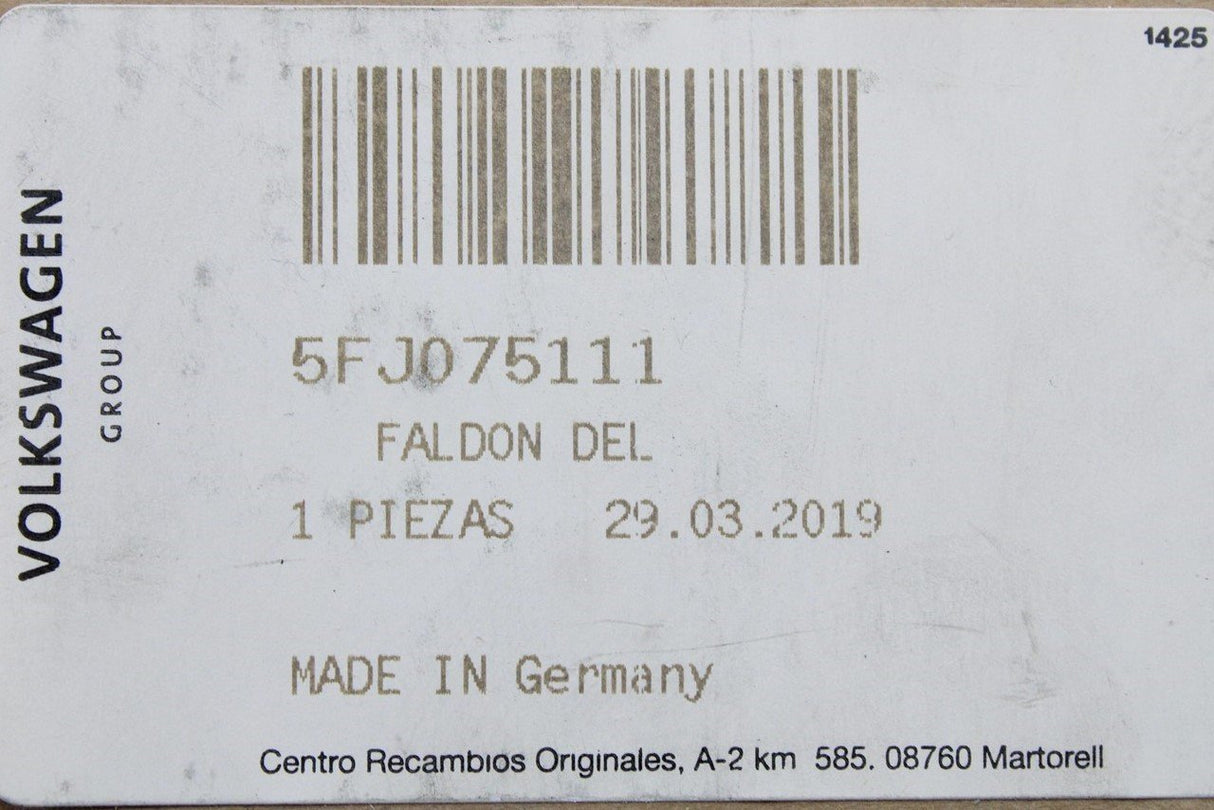 1425
VOLKSWAGEN
GROUP
5FJ075111
FALDON DEL
1 PIEZAS 29.03.2019
MADE IN Germany
Centro Recambios Originales, A-2 km 585. 08760 Martorell